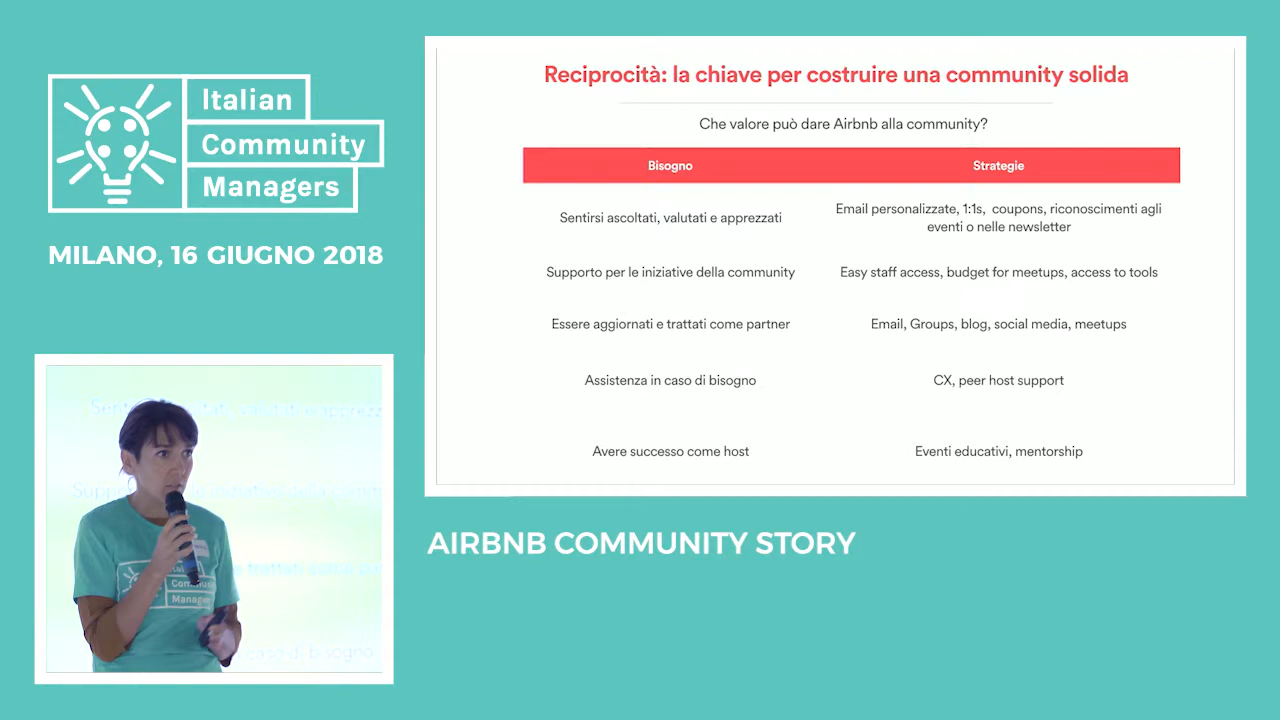 Italian
Community
Managers
MILANO, 16 GIUGNO 2018
Reciprocità: la chiave per costruire una community solida
Che valore può dare Airbnb alla community?
Bisogno Strategie
Sentirsi ascoltati, valutati e apprezzati
Email personalizzate, 1:1s, coupons, riconoscimenti agli
eventi o nelle newsletter
Supporto per le iniziative della community
Easy staff access, budget for meetups, access to tools
Essere aggiornati e trattati come partner
Email, Groups, blog, social media, meetups
Assistenza in caso di bisogno
CX, peer host support
Avere successo come host
Eventi educativi, mentorship
AIRBNB COMMUNITY STORY